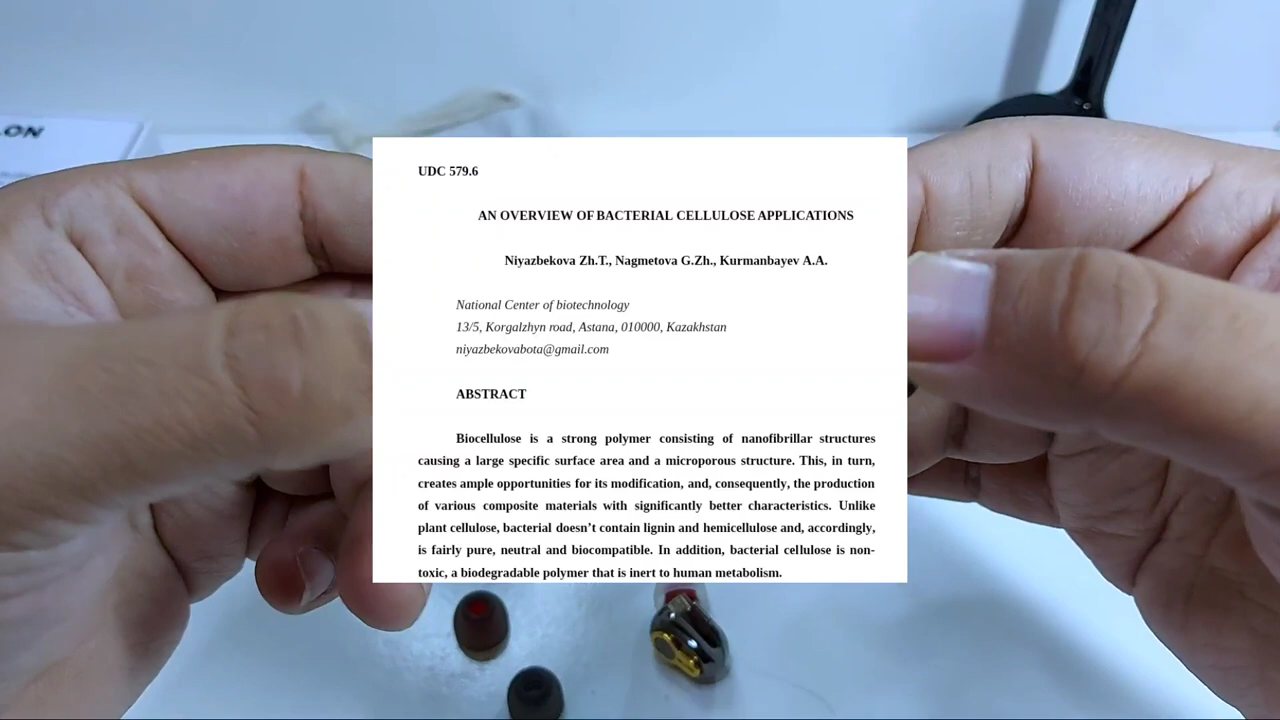 UDC 579.6
AN OVERVIEW OF BACTERIAL CELLULOSE APPLICATIONS
Niyazbekova Zh.T., Nagmetova G.Zh., Kurmanbayev A.A.
National Center of biotechnology
13/5, Korgalzhyn road, Astana, 010000, Kazakhstan
niyazbekovabota@gmail.com
ABSTRACT
Biocellulose is a strong polymer consisting of nanofibrillar structures
causing a large specific surface area and a microporous structure. This, in turn,
creates ample opportunities for its modification, and, consequently, the production
of various composite materials with significantly better characteristics. Unlike
plant cellulose, bacterial doesn’t contain lignin and hemicellulose and, accordingly,
is fairly pure, neutral and biocompatible. In addition, bacterial cellulose is non-
toxic, a biodegradable polymer that is inert to human metabolism.